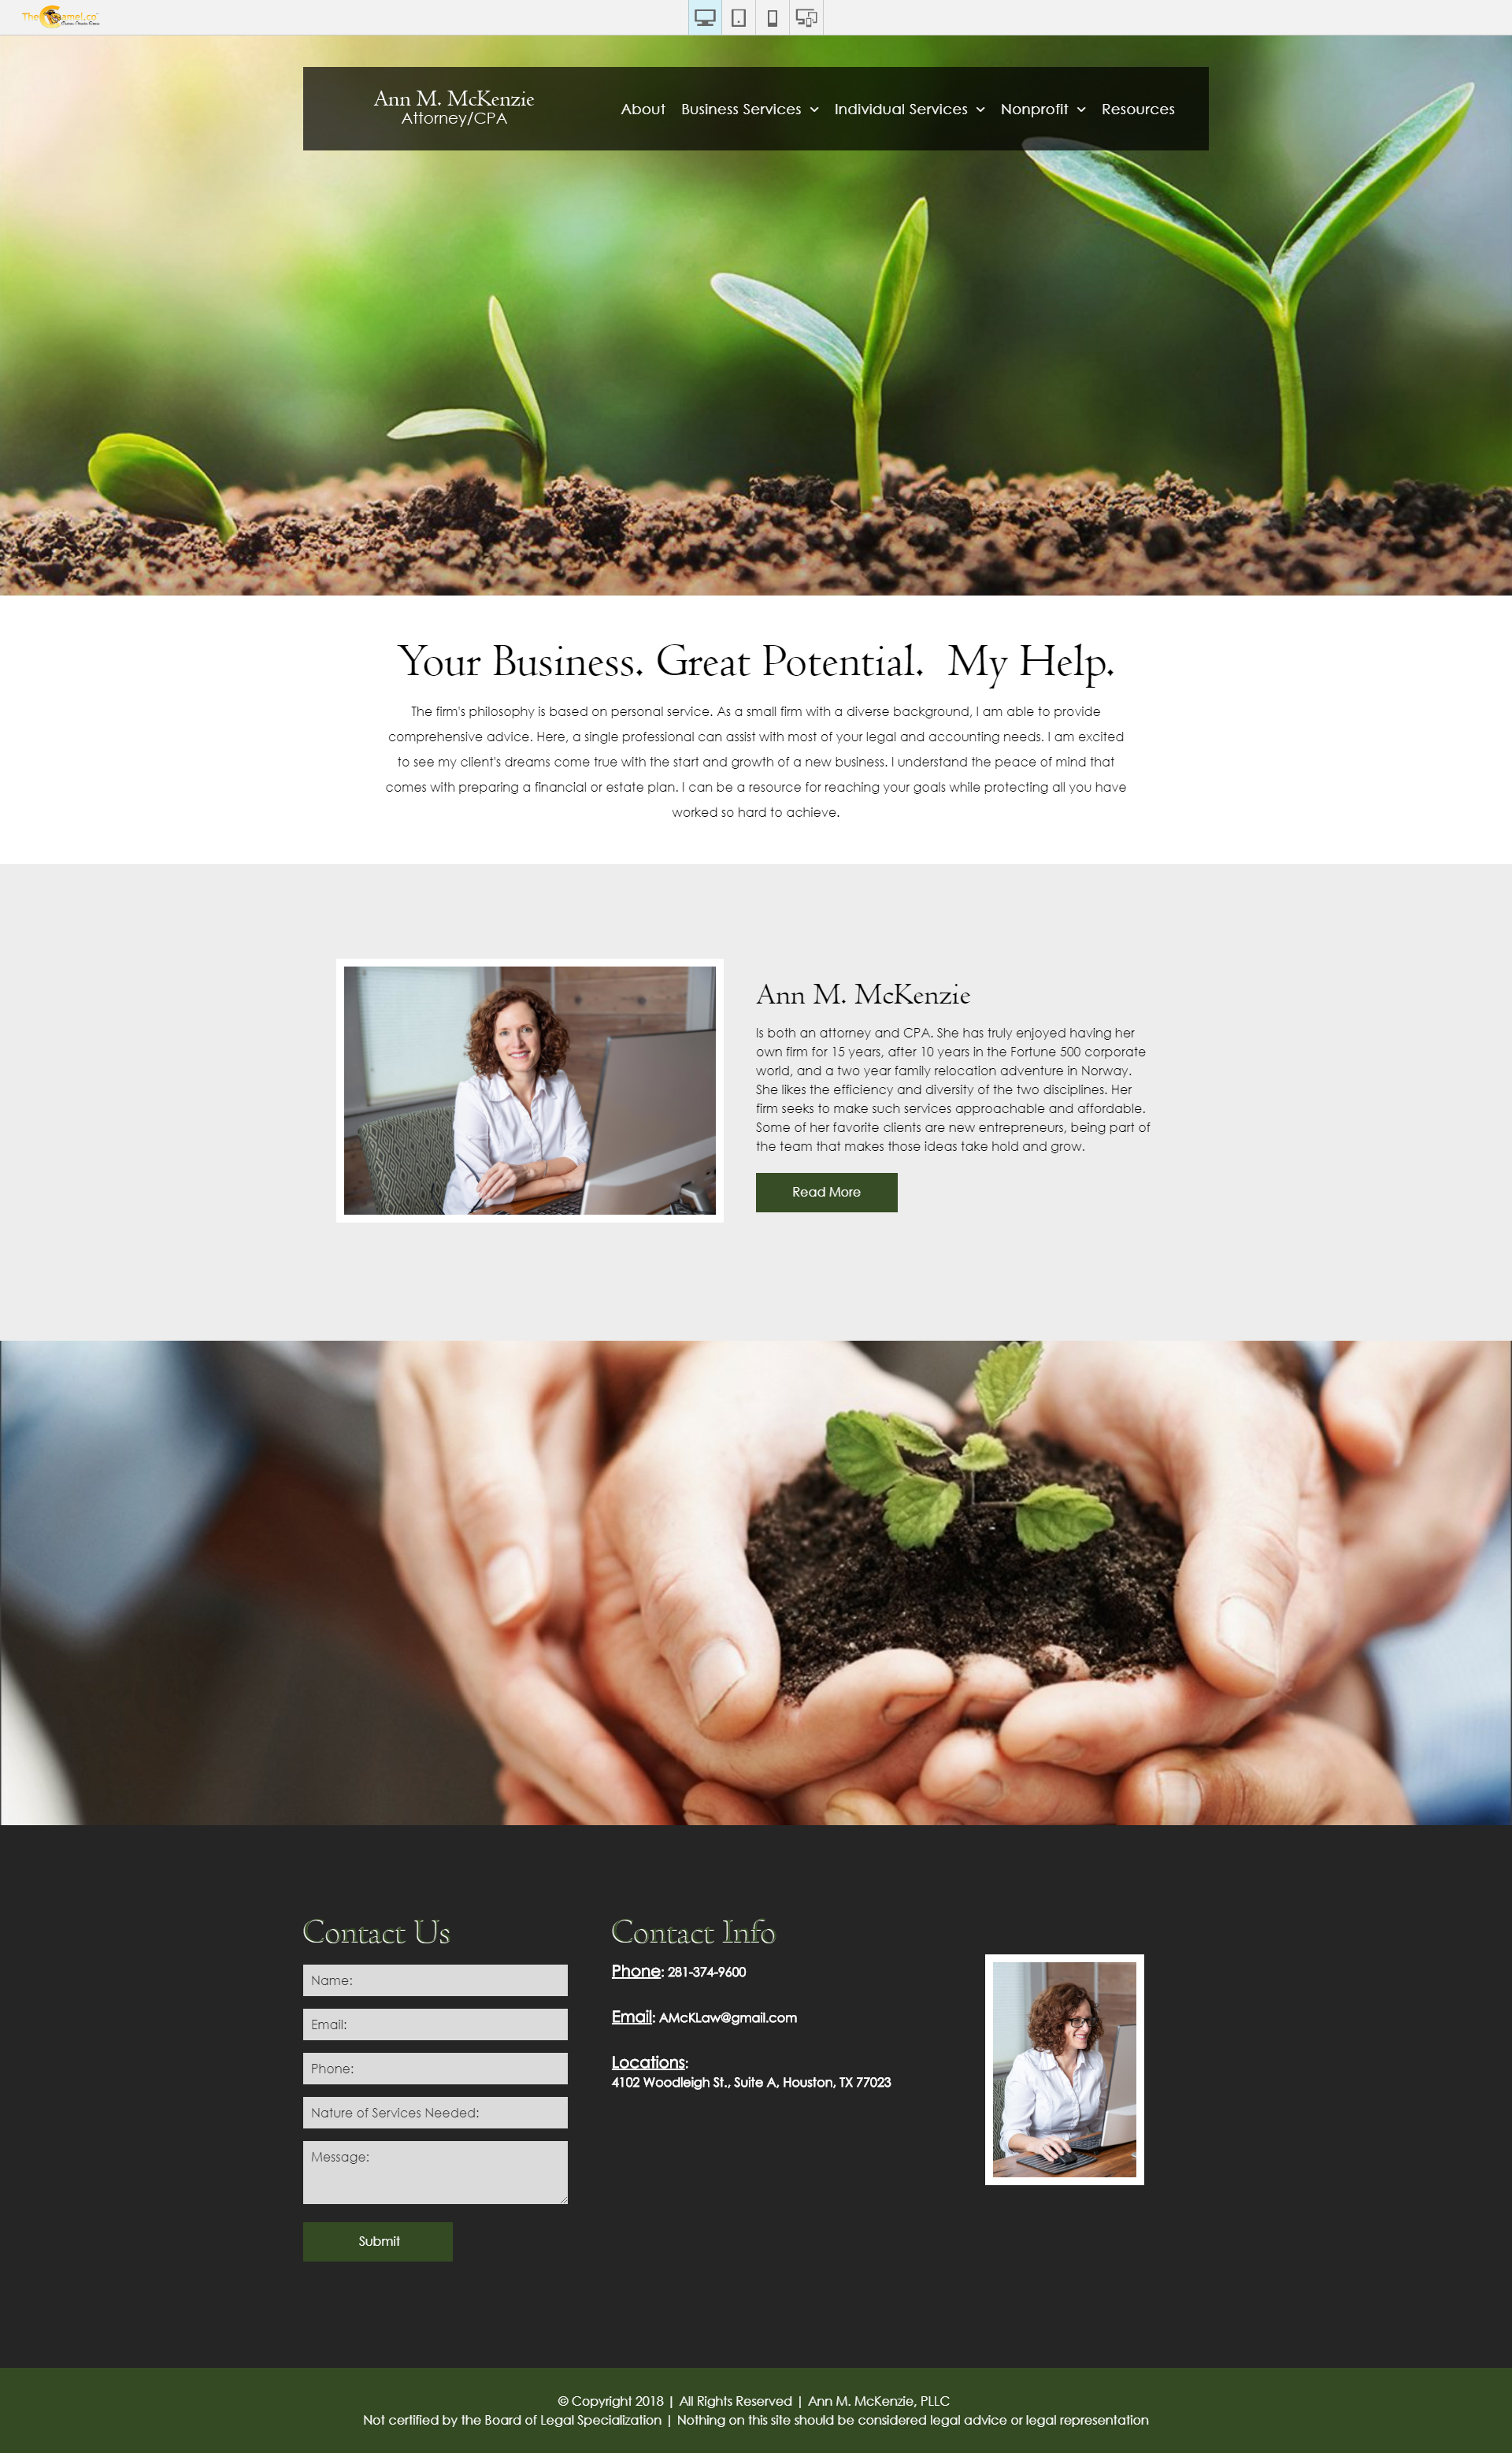 The Camel.co
Ann M. McKenzie
Attorney/CPA
About Business Services Individual Services Nonprofit Resources
Your Business. Great Potential. My Help.
The firm's philosophy is based on personal service. As a small firm with a diverse background, I am able to provide
comprehensive advice. Here, a single professional can assist with most of your legal and accounting needs. I am excited
to see my client's dreams come true with the start and growth of a new business. I understand the peace of mind that
comes with preparing a financial or estate plan. I can be a resource for reaching your goals while protecting all you have
worked so hard to achieve.
Ann M. McKenzie
Is both an attorney and CPA. She has truly enjoyed having her
own firm for 15 years, after 10 years in the Fortune 500 corporate
world, and a two year family relocation adventure in Norway.
She likes the efficiency and diversity of the two disciplines. Her
firm seeks to make such services approachable and affordable.
Some of her favorite clients are new entrepreneurs, being part of
the team that makes those ideas take hold and grow.
Read More
Contact Us
Name:
Email:
Phone:
Nature of Services Needed:
Message:
Submit
Contact Info
Phone: 281-374-9600
Email: AMcKLaw@gmail.com
Locations:
4102 Woodleigh St., Suite A, Houston, TX 77023
© Copyright 2018 | All Rights Reserved | Ann M. McKenzie, PLLC
Not certified by the Board of Legal Specialization | Nothing on this site should be considered legal advice or legal representation